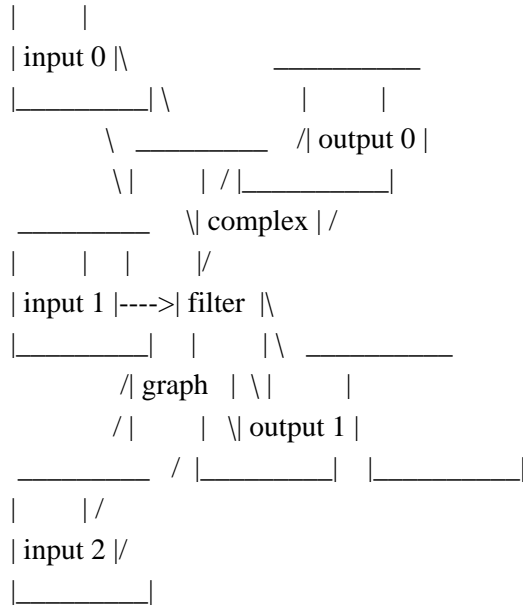 input 0
output 0
complex
input 1 ---->| filter
graph
output 1
input 2